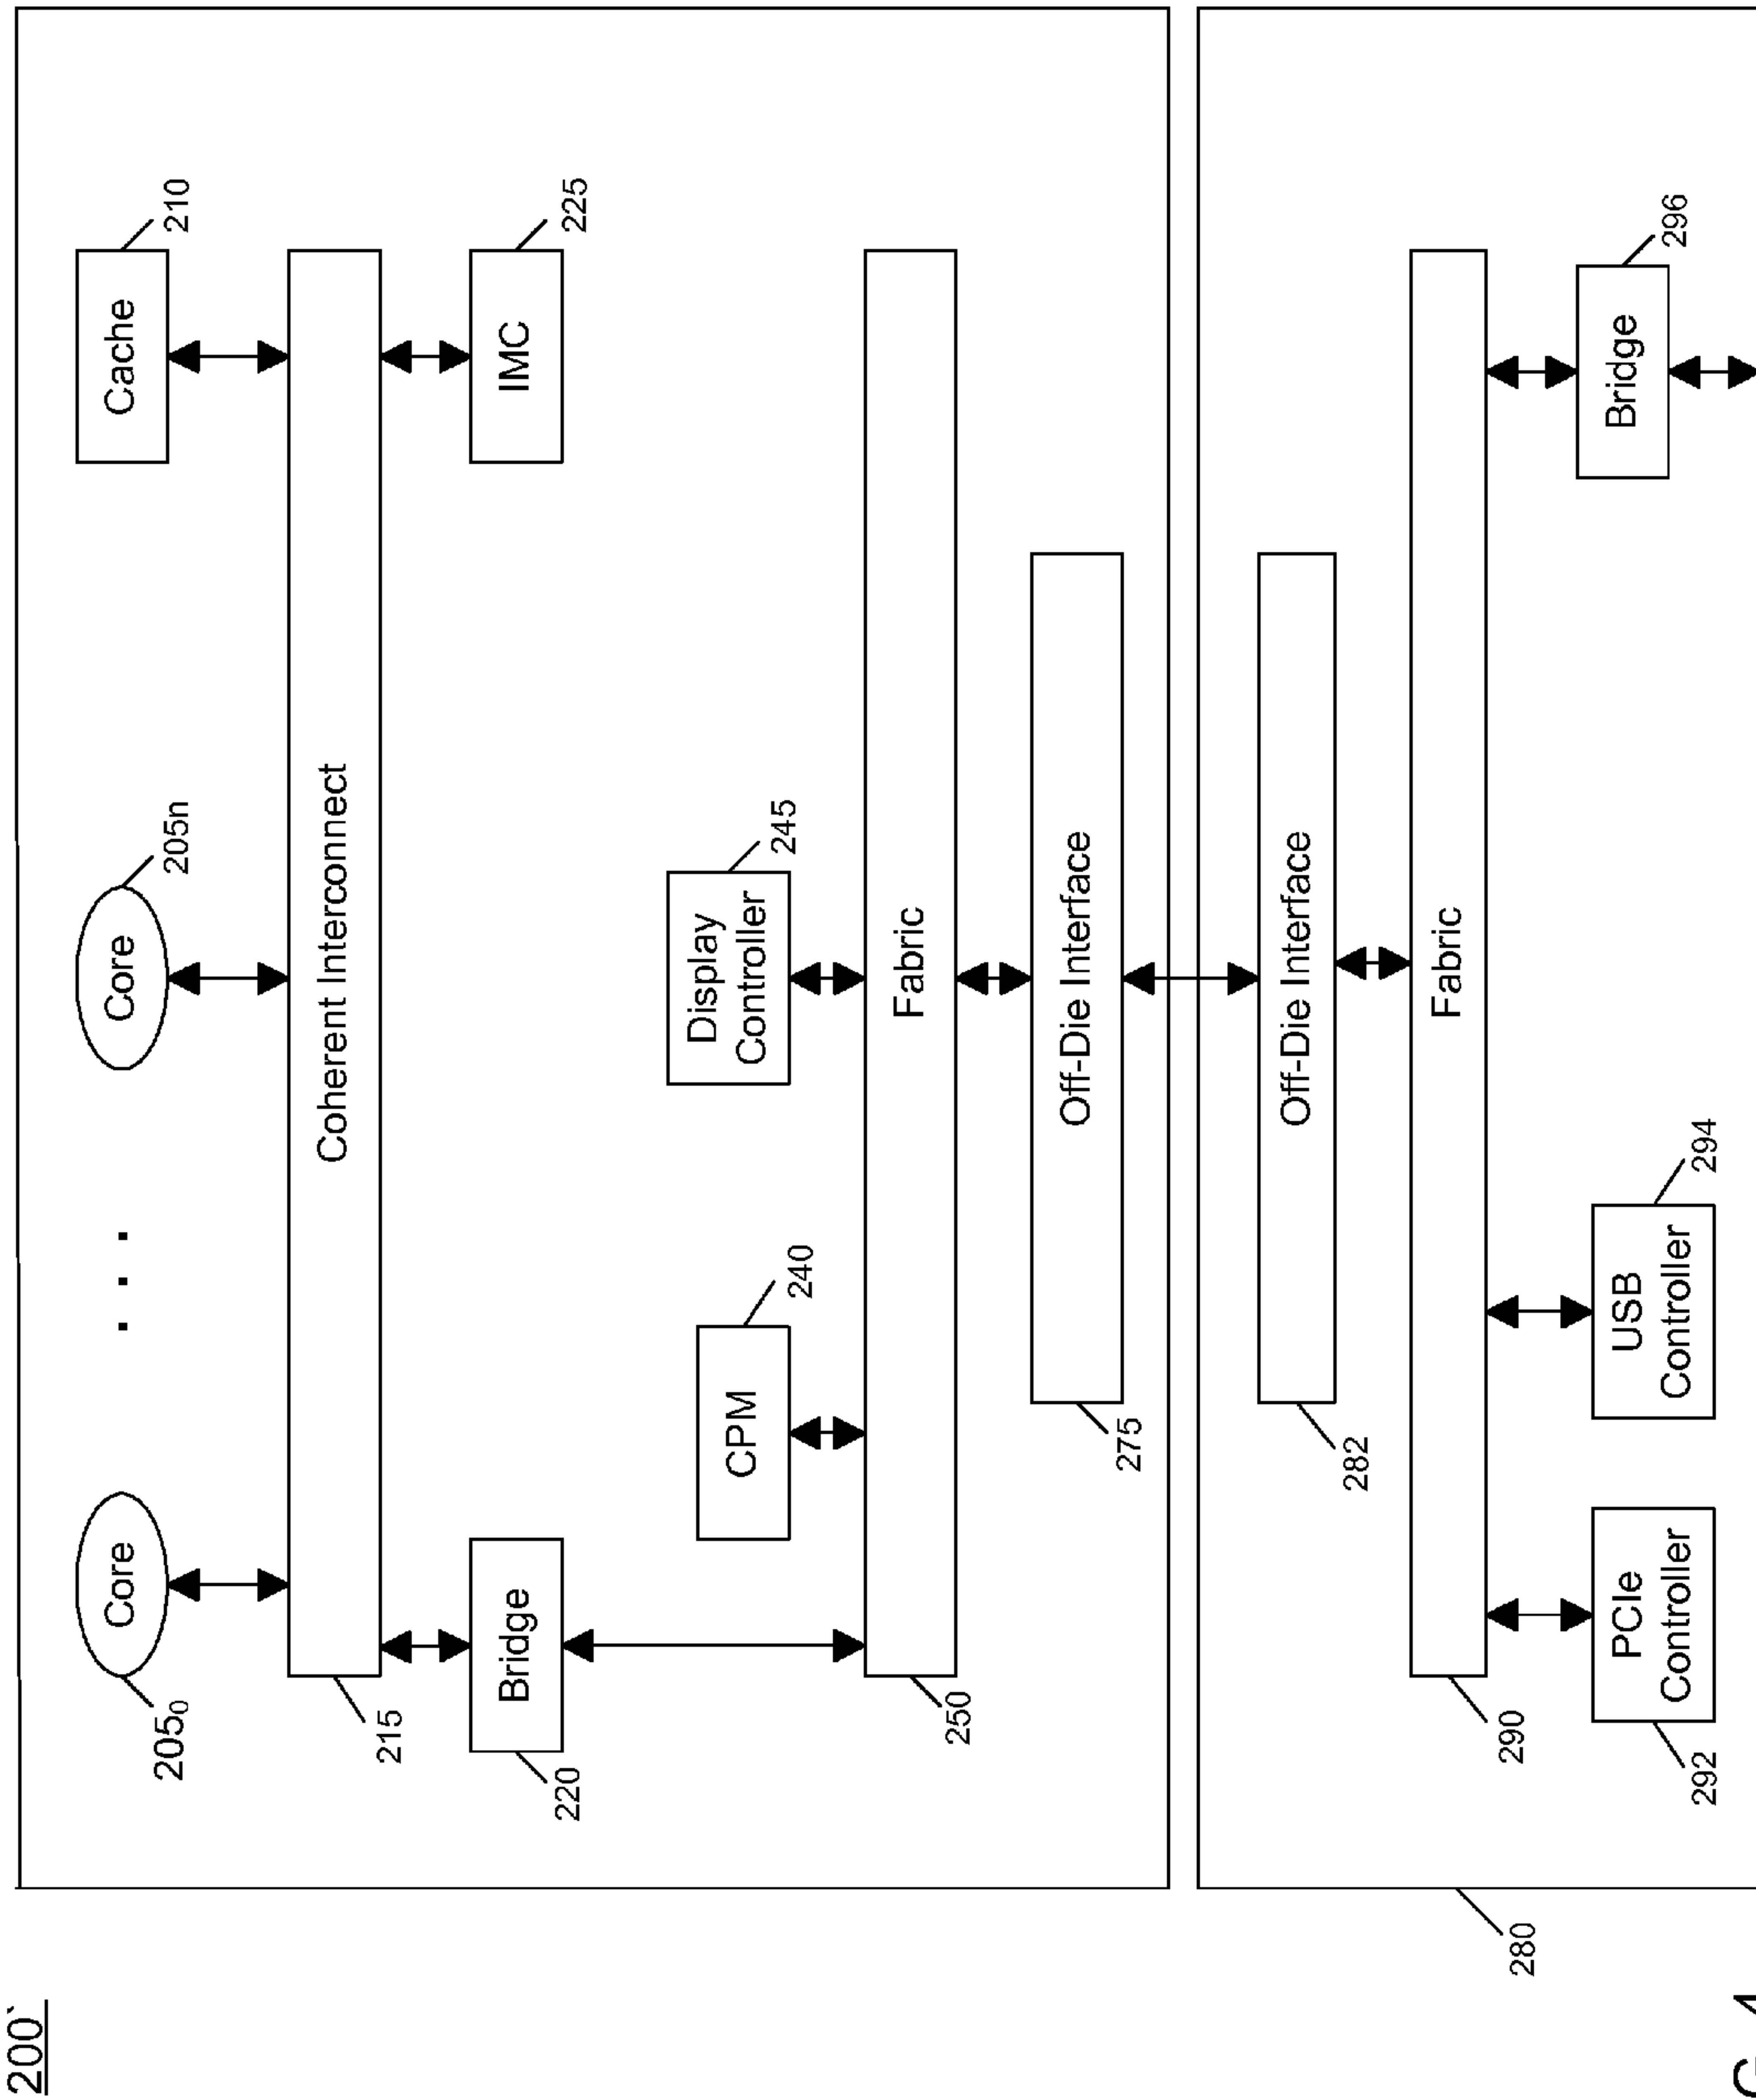 200`
Core
Core
Cache
205₀
. . .
205n
210
Coherent Interconnect
215
Bridge
IMC
220
225
CPM
Display
Controller
240
245
Fabric
250
Off-Die Interface
275
280
Off-Die Interface
282
Fabric
290
PCIe
Controller
USB
Controller
Bridge
292
294
296